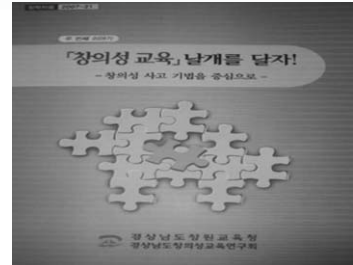 「창의성 교육」 날개를 달자!
- 창의성 사고 기법을 중심으로 -
경상남도창원교육청
경상남도창의성교육연구회